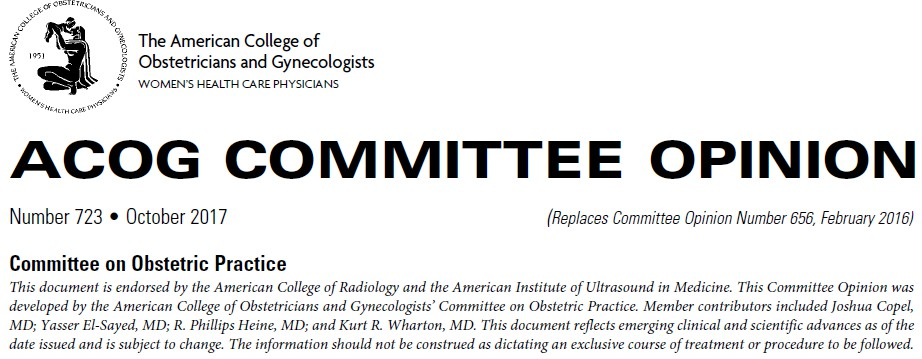 THE AMERICAN COLLEGE OF OBSTETRICIANS AND GYNECOLOGISTS
1951
• WOMEN'S HEALTH CARE PHYSICIANS •
The American College of
Obstetricians and Gynecologists
WOMEN'S HEALTH CARE PHYSICIANS
ACOG COMMITTEE OPINION
Number 723 • October 2017 (Replaces Committee Opinion Number 656, February 2016)
Committee on Obstetric Practice
This document is endorsed by the American College of Radiology and the American Institute of Ultrasound in Medicine. This Committee Opinion was
developed by the American College of Obstetricians and Gynecologists' Committee on Obstetric Practice. Member contributors included Joshua Copel,
MD; Yasser El-Sayed, MD; R. Phillips Heine, MD; and Kurt R. Wharton, MD. This document reflects emerging clinical and scientific advances as of the
date issued and is subject to change. The information should not be construed as dictating an exclusive course of treatment or procedure to be followed.